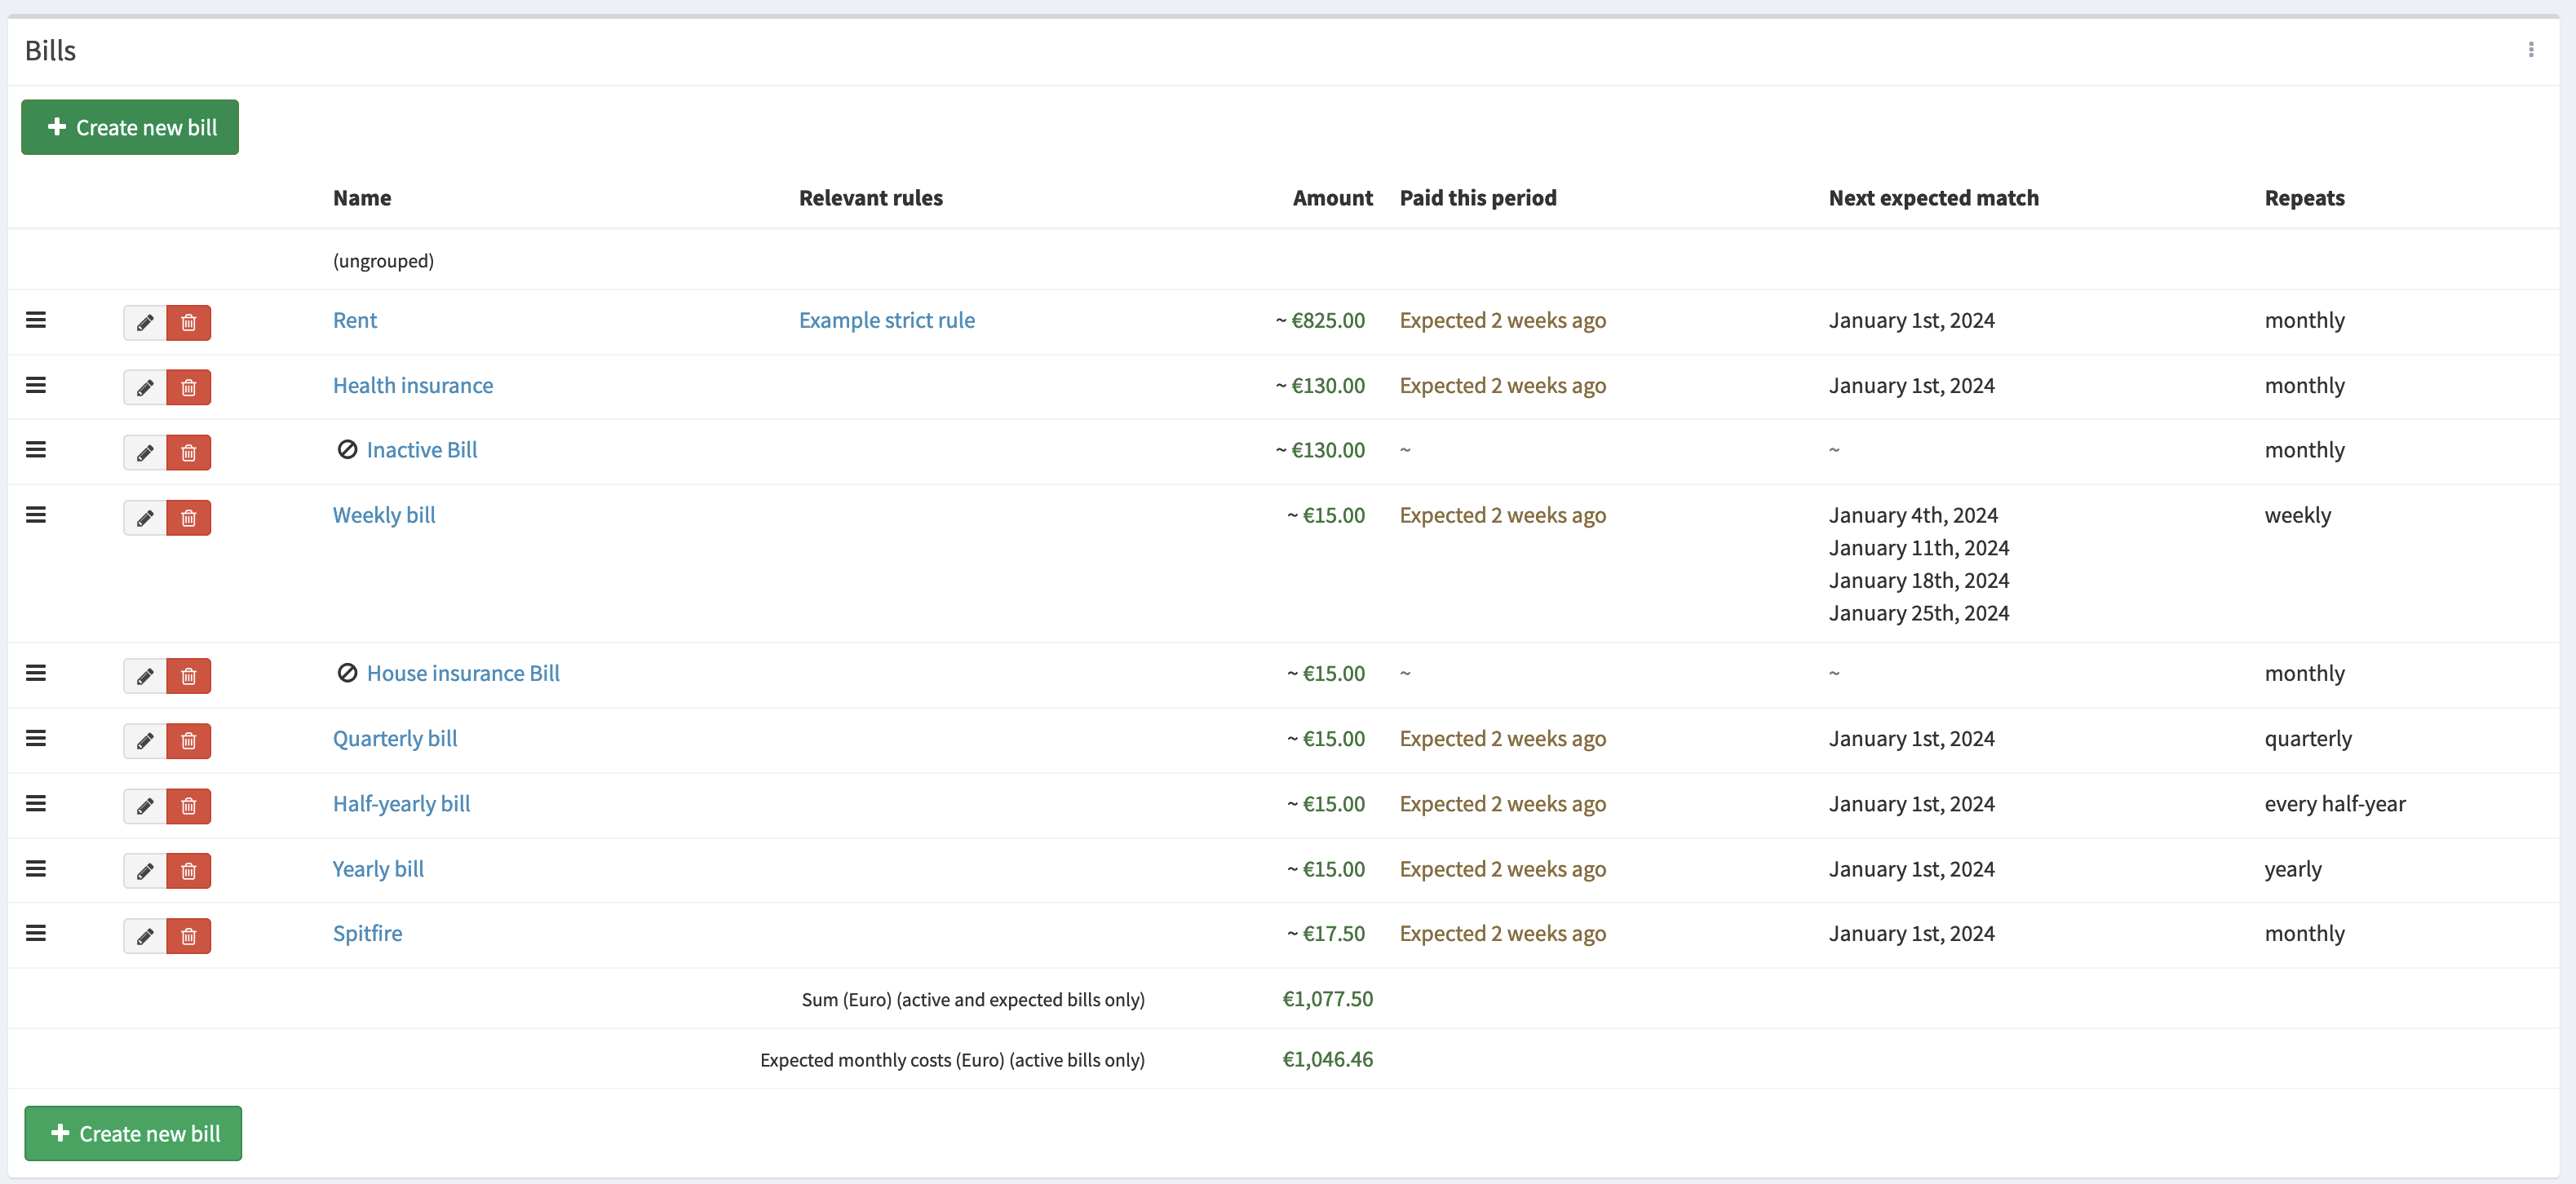 Bills
Create new bill
Name Relevant rules Amount Paid this period Next expected match Repeats
(ungrouped)
Rent Example strict rule ~ €825.00 Expected 2 weeks ago January 1st, 2024 monthly
Health insurance ~ €130.00 Expected 2 weeks ago January 1st, 2024 monthly
Inactive Bill ~ €130.00 ~ ~ monthly
Weekly bill ~ €15.00 Expected 2 weeks ago January 4th, 2024 weekly
January 11th, 2024
January 18th, 2024
January 25th, 2024
House insurance Bill ~ €15.00 ~ ~ monthly
Quarterly bill ~ €15.00 Expected 2 weeks ago January 1st, 2024 quarterly
Half-yearly bill ~ €15.00 Expected 2 weeks ago January 1st, 2024 every half-year
Yearly bill ~ €15.00 Expected 2 weeks ago January 1st, 2024 yearly
Spitfire ~ €17.50 Expected 2 weeks ago January 1st, 2024 monthly
Sum (Euro) (active and expected bills only) €1,077.50
Expected monthly costs (Euro) (active bills only) €1,046.46
Create new bill